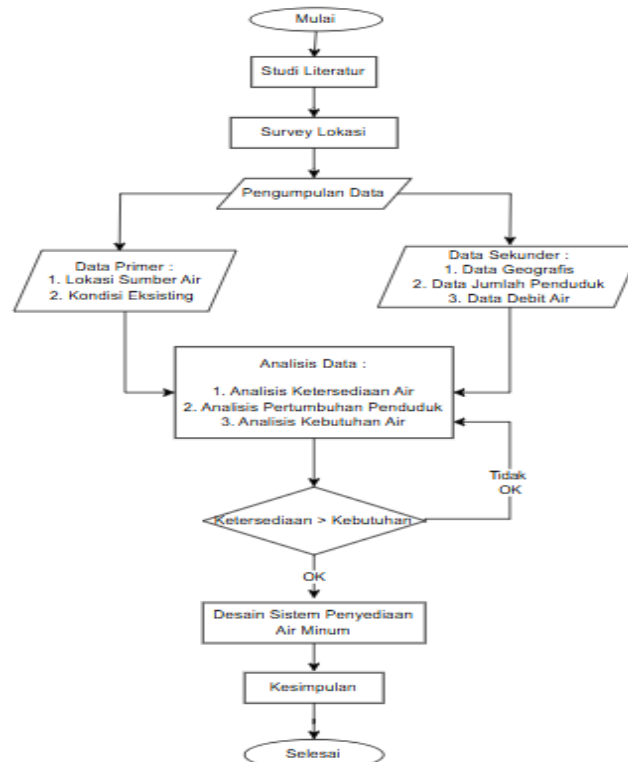 Mulai
Studi Literatur
Survey Lokasi
Pengumpulan Data
Data Primer :
1. Lokasi Sumber Air
2. Kondisi Eksisting
Data Sekunder :
1. Data Geografis
2. Data Jumlah Penduduk
3. Data Debit Air
Analisis Data :
1. Analisis Ketersediaan Air
2. Analisis Pertumbuhan Penduduk
3. Analisis Kebutuhan Air
Tidak
OK
Ketersediaan > Kebutuhan
OK
Desain Sistem Penyediaan
Air Minum
Kesimpulan
Selesai